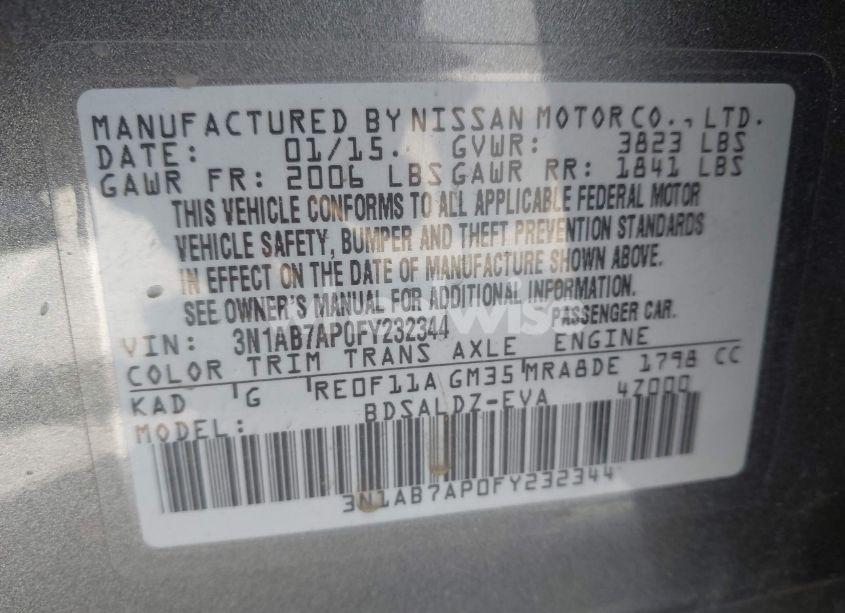 MANUFACTURED BY NISSAN MOTOR CO., LTD.
DATE: 01/15 GVWR: 3823 LBS
GAWR FR: 2006 LBS GAWR RR: 1841 LBS
THIS VEHICLE CONFORMS TO ALL APPLICABLE FEDERAL MOTOR
VEHICLE SAFETY, BUMPER AND THEFT PREVENTION STANDARDS
IN EFFECT ON THE DATE OF MANUFACTURE SHOWN ABOVE.
SEE OWNER'S MANUAL FOR ADDITIONAL INFORMATION.
VIN: 3N1AB7AP0FY232344 PASSENGER CAR.
COLOR TRIM TRANS AXLE ENGINE
KAD G RE0F11A GM35 MRA8DE 1798 CC
MODEL: BDSALDZ-EVA 4Z000
3N1AB7AP0FY232344